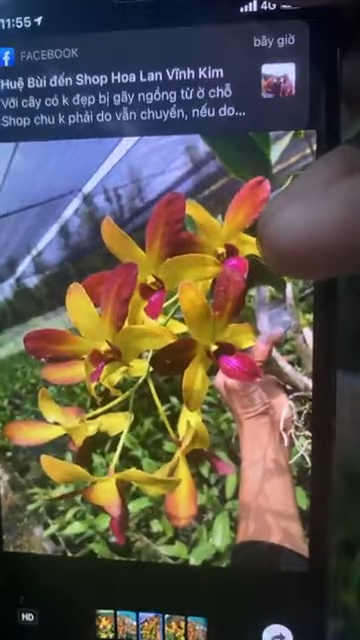 11:55
4G
FACEBOOK
bây giờ
Huệ Bùi đến Shop Hoa Lan Vĩnh Kim
Với cây có k đẹp bị gãy ngồng từ ở chỗ
Shop chu k phải do vân chuyển, nếu do...
HD